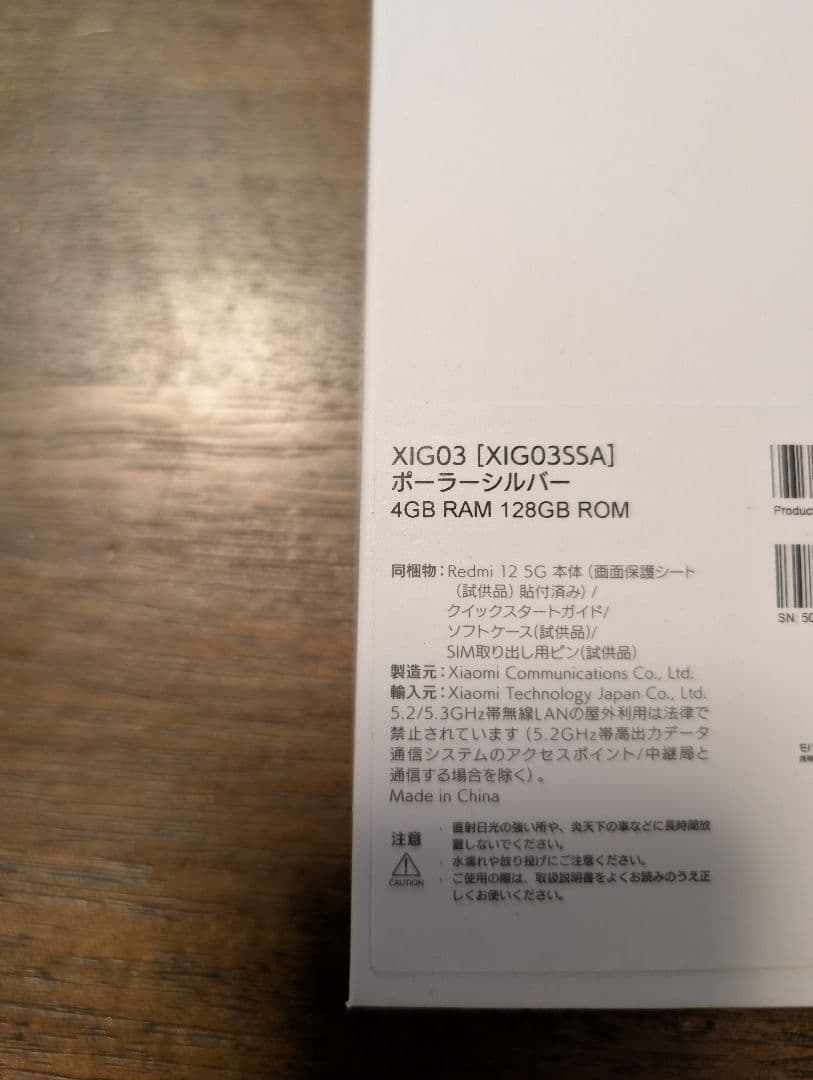 XIG03 [XIG03SSA]
ポーラーシルバー
4GB RAM 128GB ROM
Produc
SN: 50
同梱物：Redmi 12 5G 本体（画面保護シート
（試供品）貼付済み）/
クイックスタートガイド/
ソフトケース(試供品)/
SIM取り出し用ピン(試供品)
製造元：Xiaomi Communications Co., Ltd.
輸入元：Xiaomi Technology Japan Co., Ltd.
5.2/5.3GHz帯無線LANの屋外利用は法律で
禁止されています（5.2GHz帯高出力データ
通信システムのアクセスポイント/中継局と
通信する場合を除く）。
Made in China
注意
CAUTION
・直射日光の強い所や、炎天下の車などに長時間放
置しないでください。
・水濡れや放り投げにご注意ください。
・ご使用の際は、取扱説明書をよくお読みのうえ正
しくお使いください。